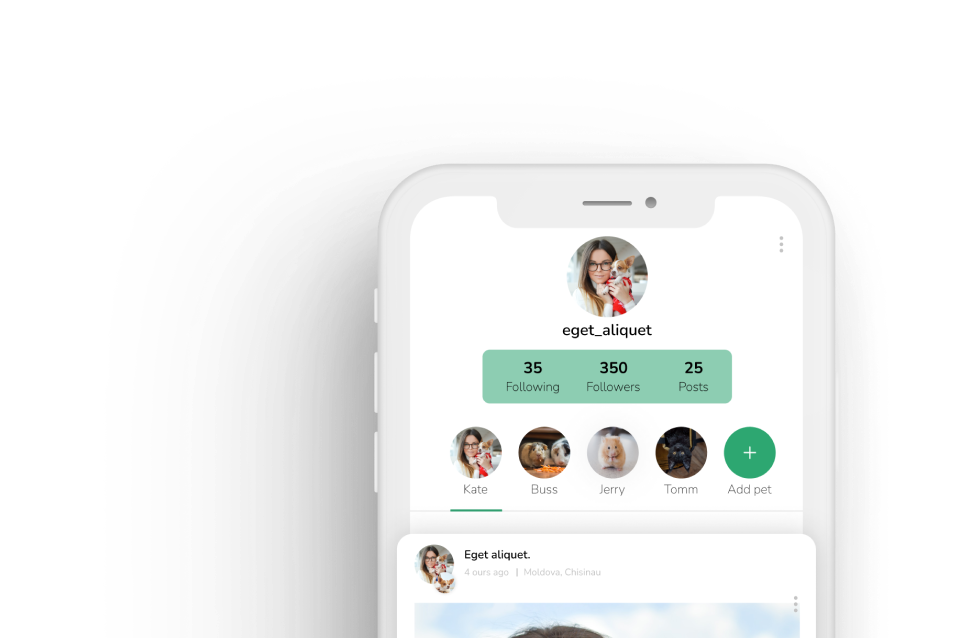 eget_aliquet
35 350 25
Following Followers Posts
Kate Buss Jerry Tomm Add pet
Eget aliquet.
4 ours ago | Moldova, Chisinau